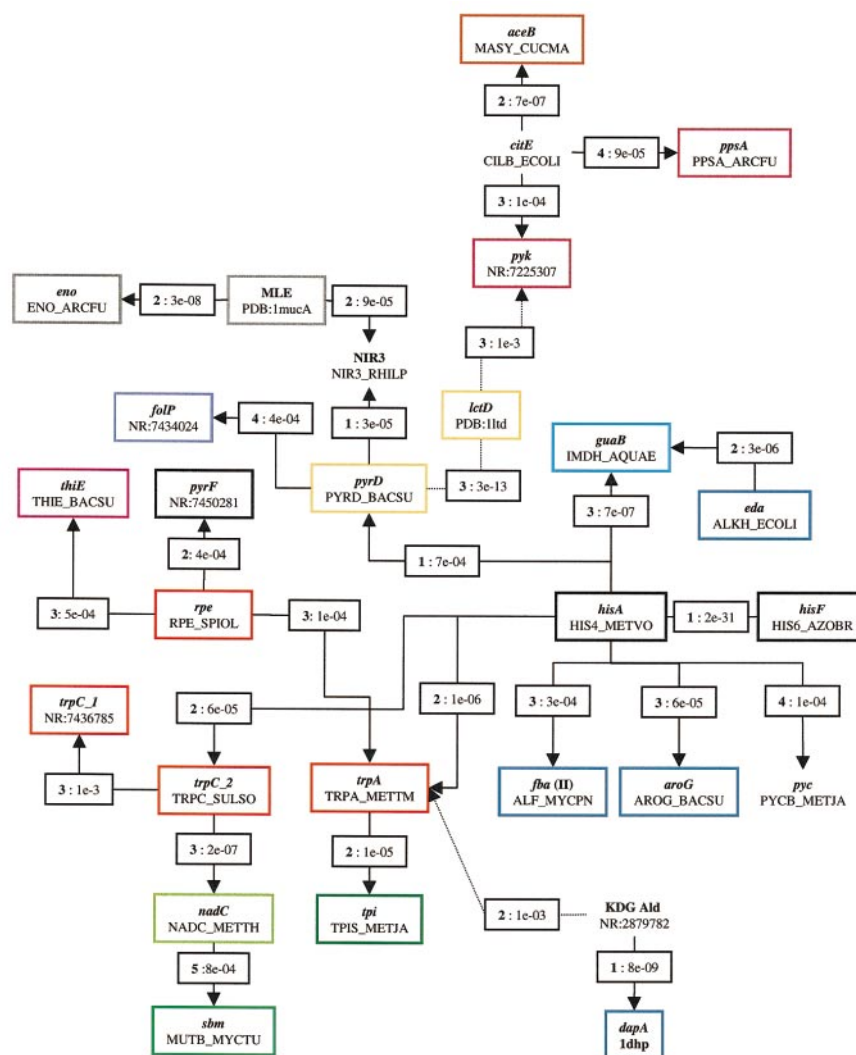 aceB
MASY_CUCMA
2 : 7e-07
citE
CILB_ECOLI
4 : 9e-05
ppsA
PPSA_ARCFU
3 : 1e-04
pyk
NR:7225307
eno
ENO_ARCFU
2 : 3e-08
MLE
PDB:1mucA
2 : 9e-05
3 : 1e-3
NIR3
NIR3_RHILP
folP
NR:7434024
4 : 4e-04
1 : 3e-05
lctD
PDB:1ltd
guaB
IMDH_AQUAE
2 : 3e-06
thiE
THIE_BACSU
pyrF
NR:7450281
pyrD
PYRD_BACSU
3 : 3e-13
3 : 7e-07
eda
ALKH_ECOLI
2: 4e-04
1 : 7e-04
3: 5e-04
rpe
RPE_SPIOL
3: 1e-04
hisA
HIS4_METVO
1 : 2e-31
hisF
HIS6_AZOBR
trpC_1
NR:7436785
2 : 6e-05
2 : 1e-06
3 : 3e-04
3 : 6e-05
4 : 1e-04
3 : 1e-3
trpC_2
TRPC_SULSO
trpA
TRPA_METTM
fba (II)
ALF_MYCPN
aroG
AROG_BACSU
pyc
PYCB_METJA
3 : 2e-07
2 : 1e-05
nadC
NADC_METTH
tpi
TPIS_METJA
2 : 1e-03
KDG Ald
NR:2879782
5 :8e-04
1 : 8e-09
sbm
MUTB_MYCTU
dapA
1dhp